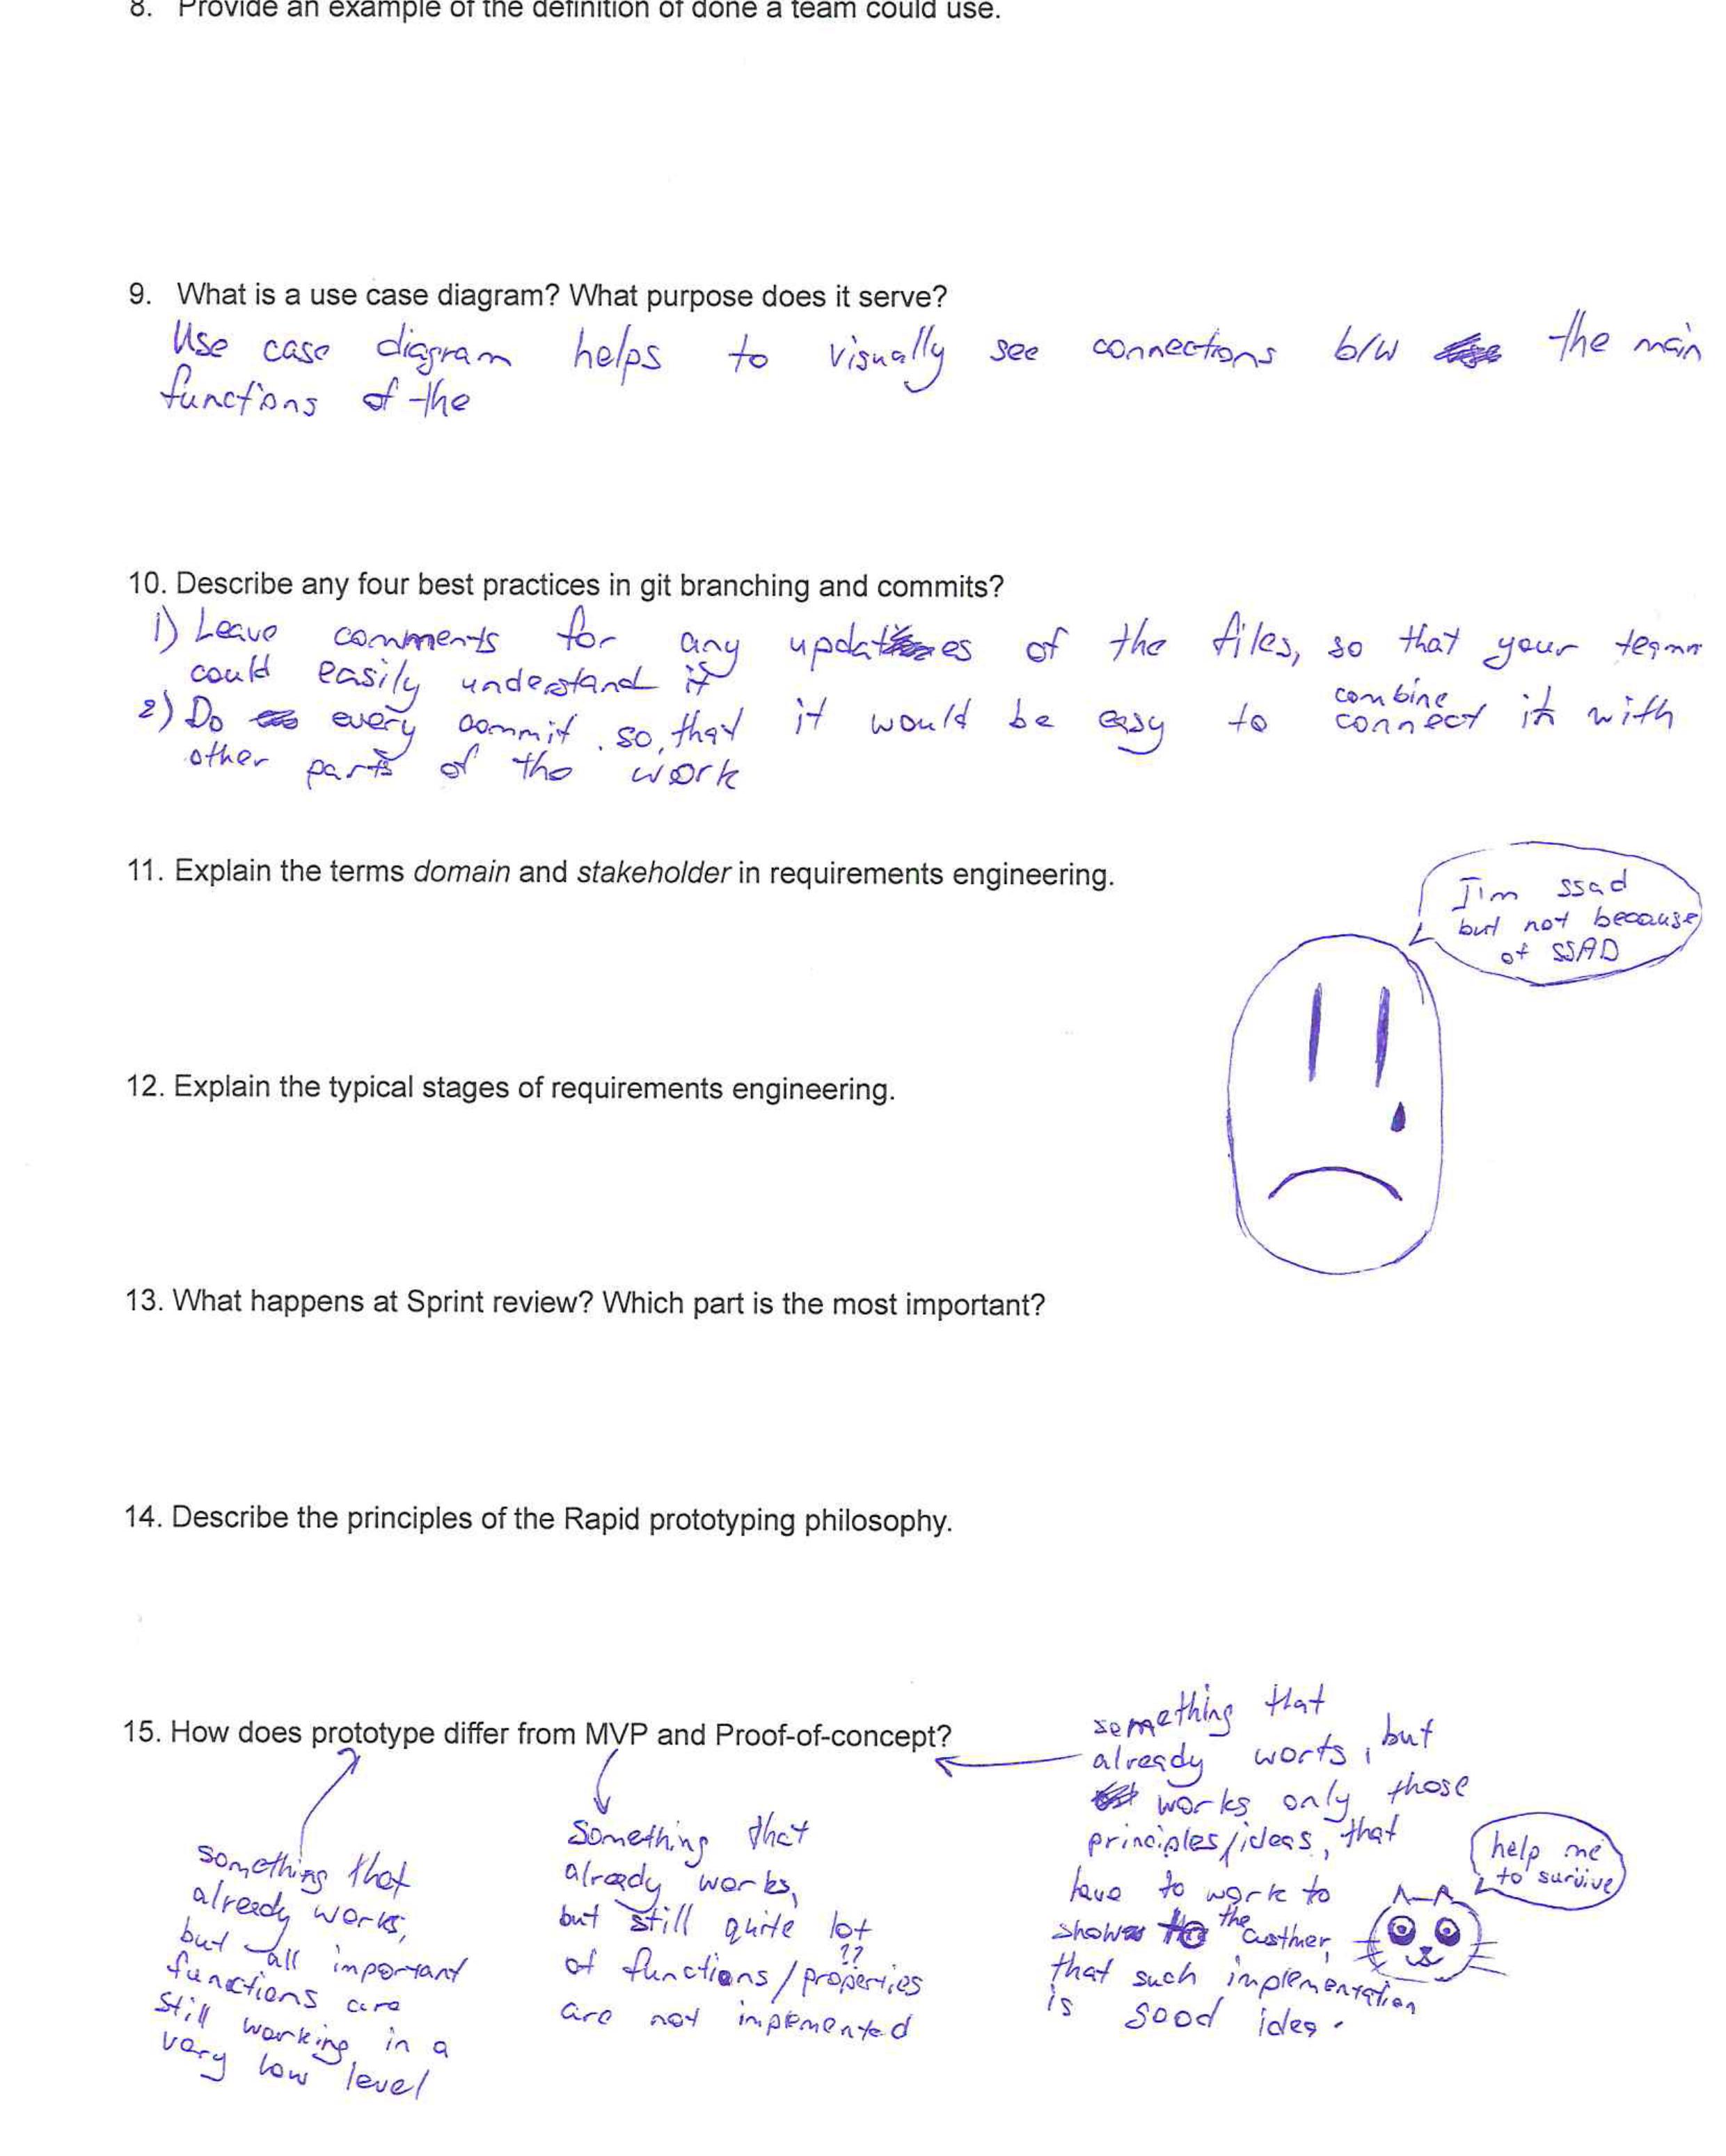 8. Provide an example of the definition of done a team could use.
9. What is a use case diagram? What purpose does it serve?
Use case diagram helps to visually see connections b/w the main
functions of the
10. Describe any four best practices in git branching and commits?
1) Leave comments for any updates of the files, so that your team
could easily understand it
combine
2) Do every commit so, that it would be easy to connect it with
other parts of the work
11. Explain the terms domain and stakeholder in requirements engineering.
I'm ssad
but not because
of SSAD
12. Explain the typical stages of requirements engineering.
13. What happens at Sprint review? Which part is the most important?
14. Describe the principles of the Rapid prototyping philosophy.
15. How does prototype differ from MVP and Proof-of-concept?
something that
already works,
but all important
functions are
still working in a
very low level
Something that
already works,
but still quite lot
??
of functions/properties
are not impemented
something that
already works, but
works only those
principles/ideas, that
have to work to
show the custmer,
that such implementation
is good idea.
help me
to survive